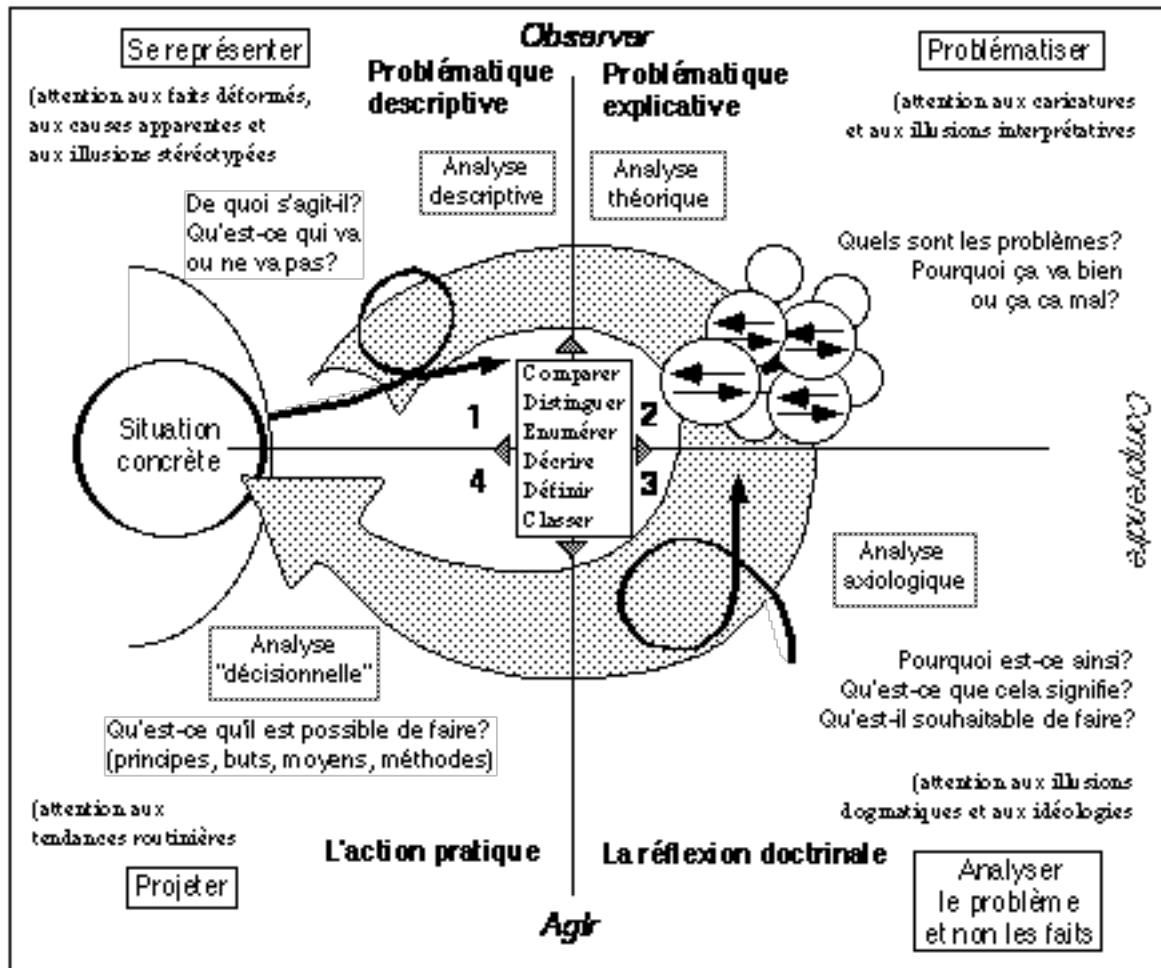 Observer
Se représenter
(attention aux faits déformés,
aux causes apparentes et
aux illusions stéréotypées
Problématique
descriptive
Problématique
explicative
Problématiser
(attention aux caricatures
et aux illusions interprétatives
Analyse
descriptive
Analyse
théorique
De quoi s'agit-il?
Qu'est-ce qui va
ou ne va pas?
Quels sont les problèmes?
Pourquoi ça va bien
ou ça ca mal?
Situation
concrète
1
2
4
3
Comparer
Distinguer
Enumérer
Décrire
Définir
Classer
Comprendre
Analyse
axiologique
Analyse
"décisionnelle"
Qu'est-ce qu'il est possible de faire?
(principes, buts, moyens, méthodes)
Pourquoi est-ce ainsi?
Qu'est-ce que cela signifie?
Qu'est-il souhaitable de faire?
(attention aux
tendances routinières
(attention aux illusions
dogmatiques et aux idéologies
L'action pratique
La réflexion doctrinale
Projeter
Analyser
le problème
et non les faits
Agir